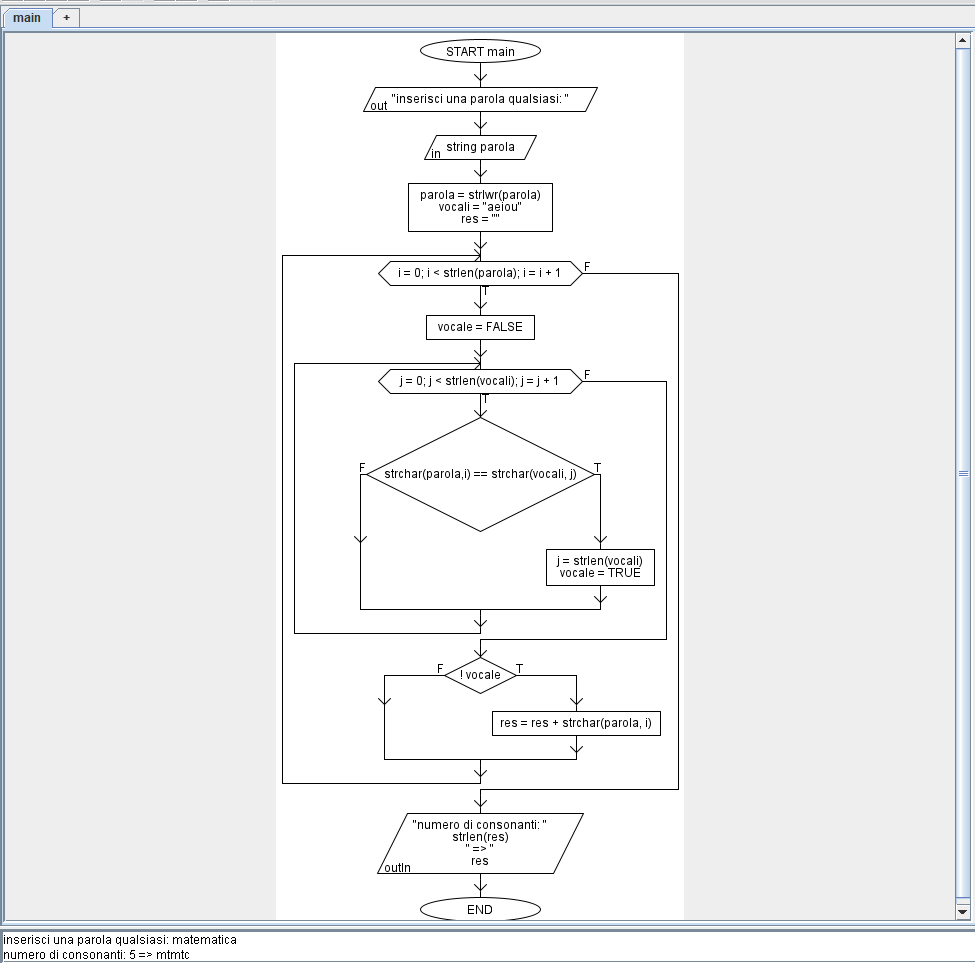 main +
START main
"inserisci una parola qualsiasi: "
out
string parola
in
parola = strlwr(parola)
vocali = "aeiou"
res = ""
i = 0; i < strlen(parola); i = i + 1
F
T
vocale = FALSE
j = 0; j < strlen(vocali); j = j + 1
F
T
F
strchar(parola,i) == strchar(vocali, j)
T
j = strlen(vocali)
vocale = TRUE
F
! vocale
T
res = res + strchar(parola, i)
"numero di consonanti: "
strlen(res)
" => "
res
outln
END
inserisci una parola qualsiasi: matematica
numero di consonanti: 5 => mtmtc